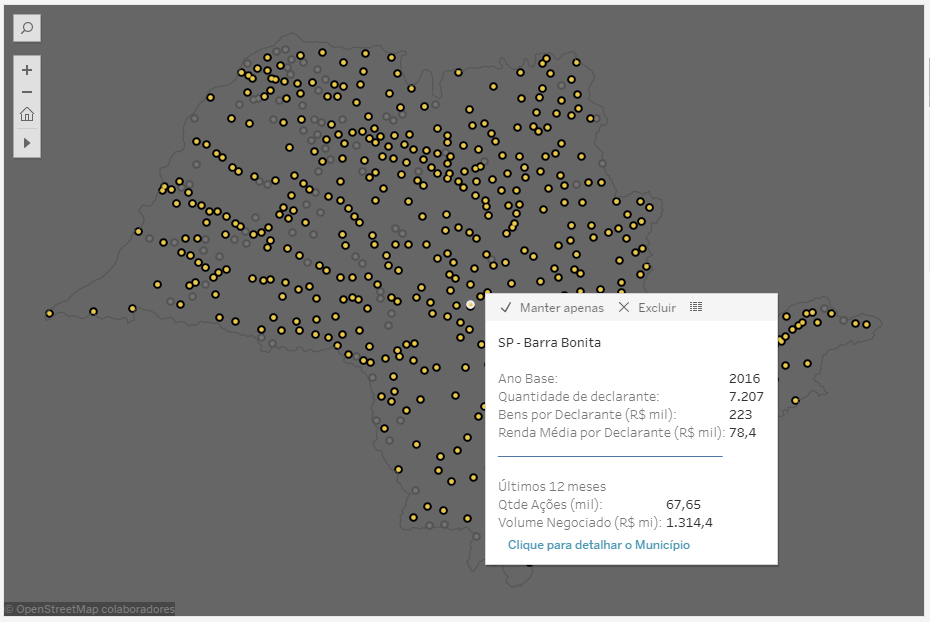 Manter apenas Excluir
SP - Barra Bonita
Ano Base: 2016
Quantidade de declarante: 7.207
Bens por Declarante (R$ mil): 223
Renda Média por Declarante (R$ mil): 78,4
Últimos 12 meses
Qtde Ações (mil): 67,65
Volume Negociado (R$ mi): 1.314,4
Clique para detalhar o Município
© OpenStreetMap colaboradores